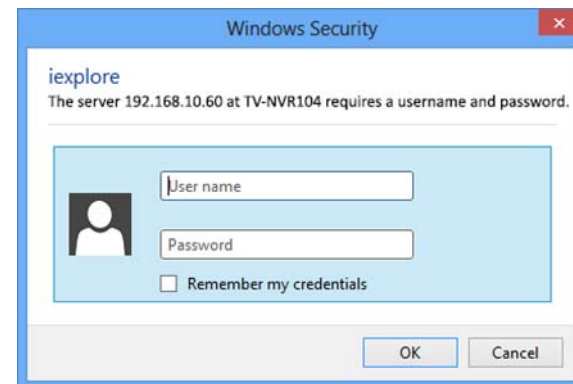 Windows Security
iexplore
The server 192.168.10.60 at TV-NVR104 requires a username and password.
User name
Password
Remember my credentials
OK Cancel